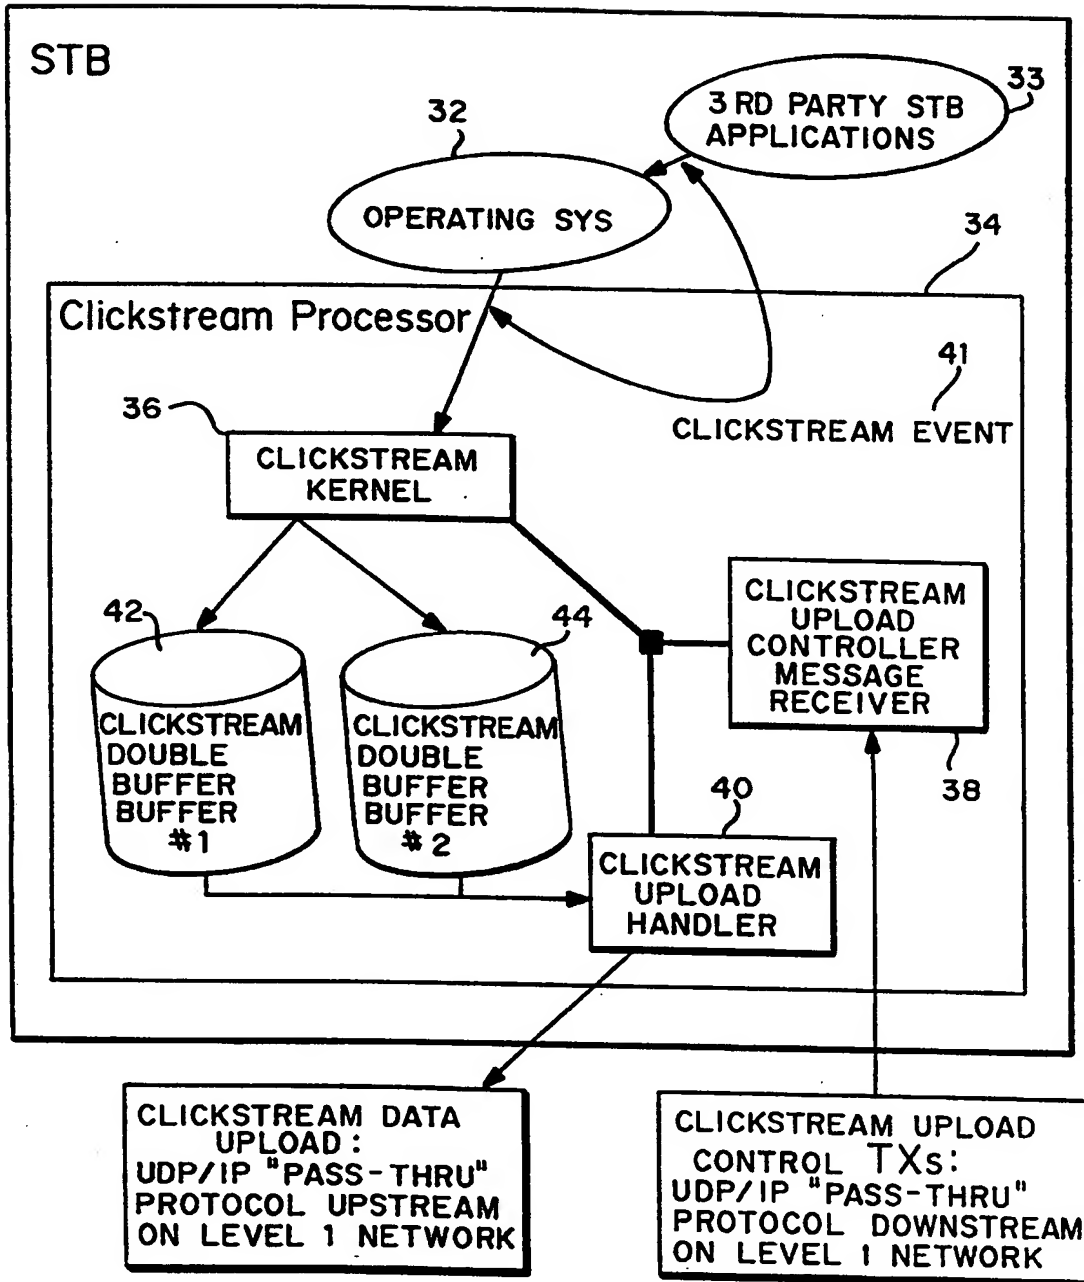 STB
33
3 RD PARTY STB
APPLICATIONS
32
OPERATING SYS
34
Clickstream Processor
41
CLICKSTREAM EVENT
36
CLICKSTREAM
KERNEL
CLICKSTREAM
UPLOAD
CONTROLLER
MESSAGE
RECEIVER
38
42
CLICKSTREAM
DOUBLE
BUFFER
BUFFER
#1
44
CLICKSTREAM
DOUBLE
BUFFER
BUFFER
#2
40
CLICKSTREAM
UPLOAD
HANDLER
CLICKSTREAM DATA
UPLOAD:
UDP/IP "PASS-THRU"
PROTOCOL UPSTREAM
ON LEVEL 1 NETWORK
CLICKSTREAM UPLOAD
CONTROL TXs:
UDP/IP "PASS-THRU"
PROTOCOL DOWNSTREAM
ON LEVEL 1 NETWORK